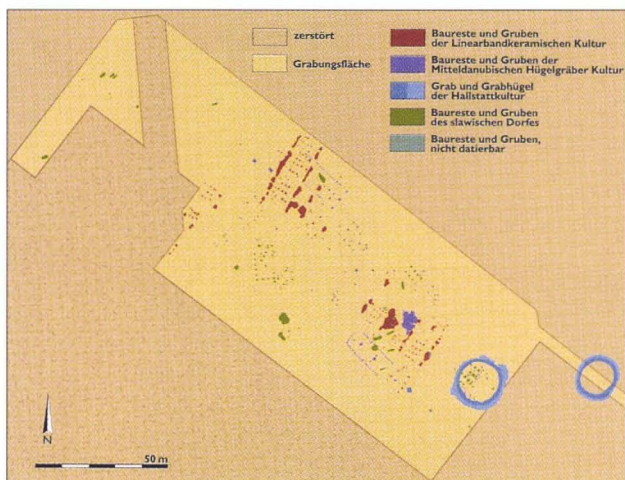 zerstört
Grabungsfläche
Baureste und Gruben
der Linearbandkeramischen Kultur
Baureste und Gruben der
Mitteldanubischen Hügelgräber Kultur
Grab und Grabhügel
der Hallstattkultur
Baureste und Gruben
des slawischen Dorfes
Baureste und Gruben,
nicht datierbar
N
50 m